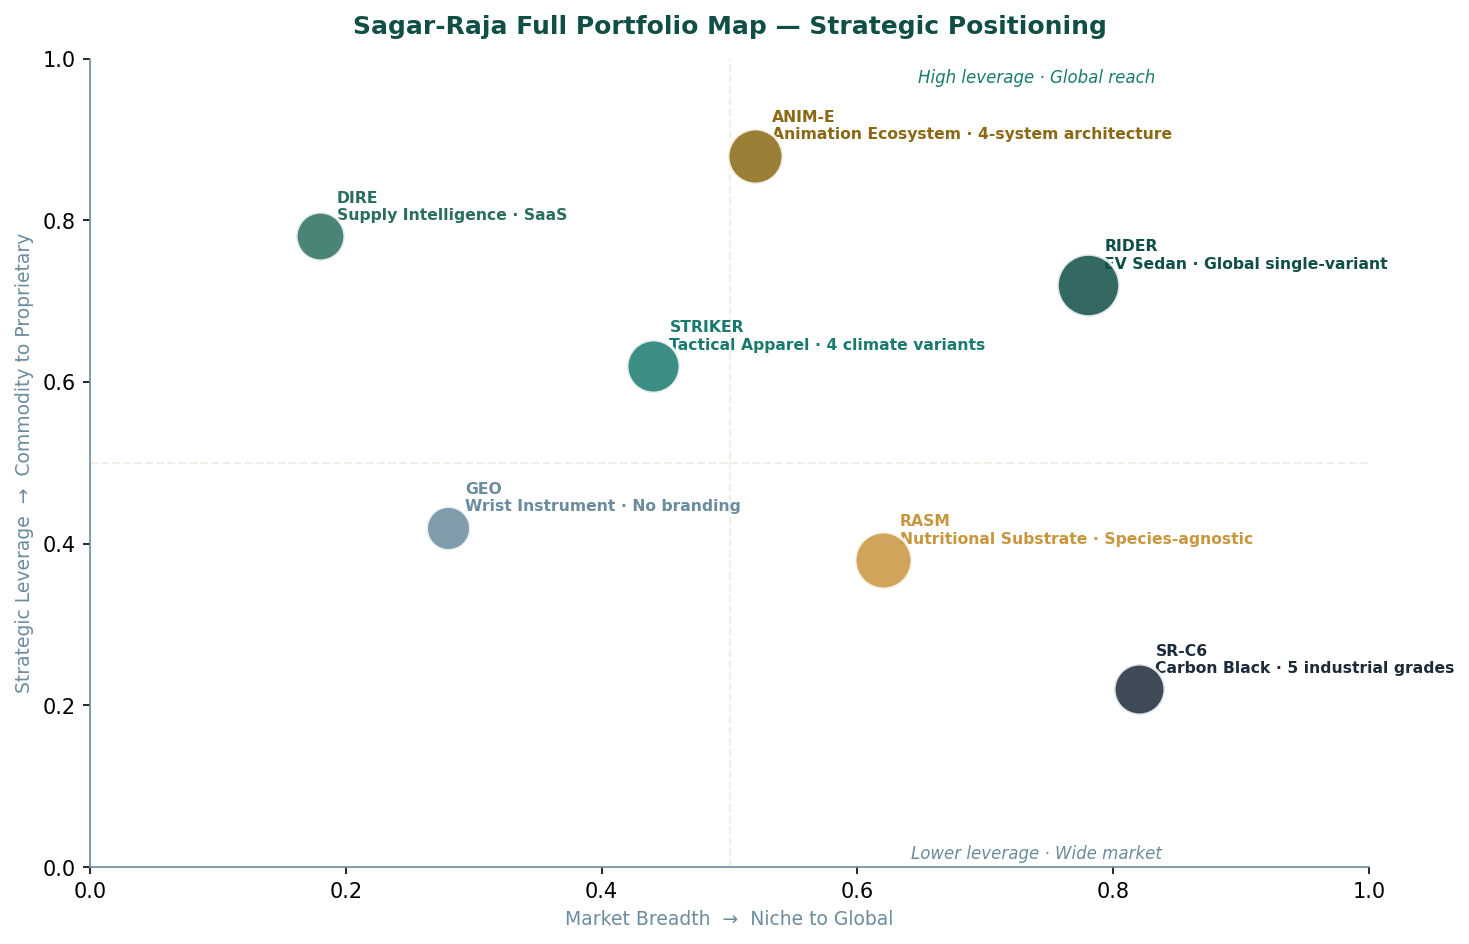 Sagar-Raja Full Portfolio Map — Strategic Positioning
High leverage · Global reach
ANIM-E
Animation Ecosystem · 4-system architecture
DIRE
Supply Intelligence · SaaS
RIDER
EV Sedan · Global single-variant
STRIKER
Tactical Apparel · 4 climate variants
GEO
Wrist Instrument · No branding
RASM
Nutritional Substrate · Species-agnostic
SR-C6
Carbon Black · 5 industrial grades
Lower leverage · Wide market
Strategic Leverage → Commodity to Proprietary
1.0
0.8
0.6
0.4
0.2
0.0
0.0 0.2 0.4 0.6 0.8 1.0
Market Breadth → Niche to Global